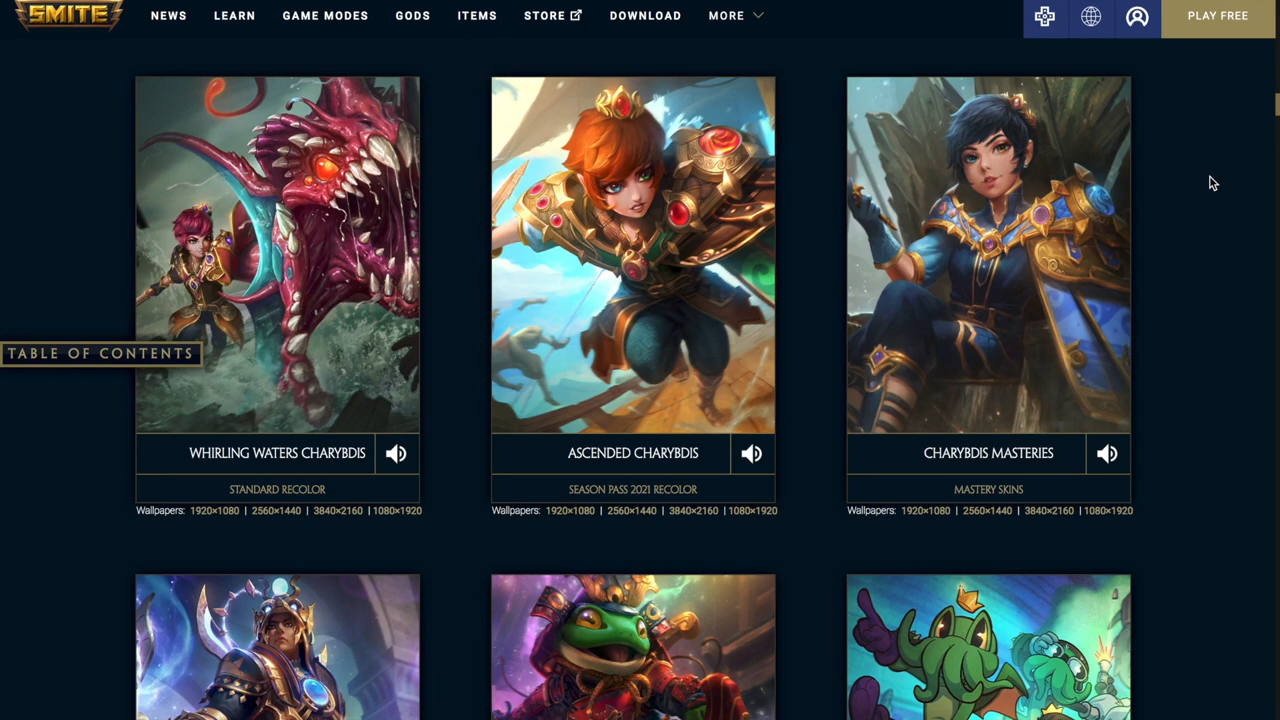 SMITE
NEWS LEARN GAME MODES GODS ITEMS STORE DOWNLOAD MORE PLAY FREE
TABLE OF CONTENTS
WHIRLING WATERS CHARYBDIS
STANDARD RECOLOR
Wallpapers: 1920×1080 | 2560×1440 | 3840×2160 | 1080×1920
ASCENDED CHARYBDIS
SEASON PASS 2021 RECOLOR
Wallpapers: 1920×1080 | 2560×1440 | 3840×2160 | 1080×1920
CHARYBDIS MASTERIES
MASTERY SKINS
Wallpapers: 1920×1080 | 2560×1440 | 3840×2160 | 1080×1920